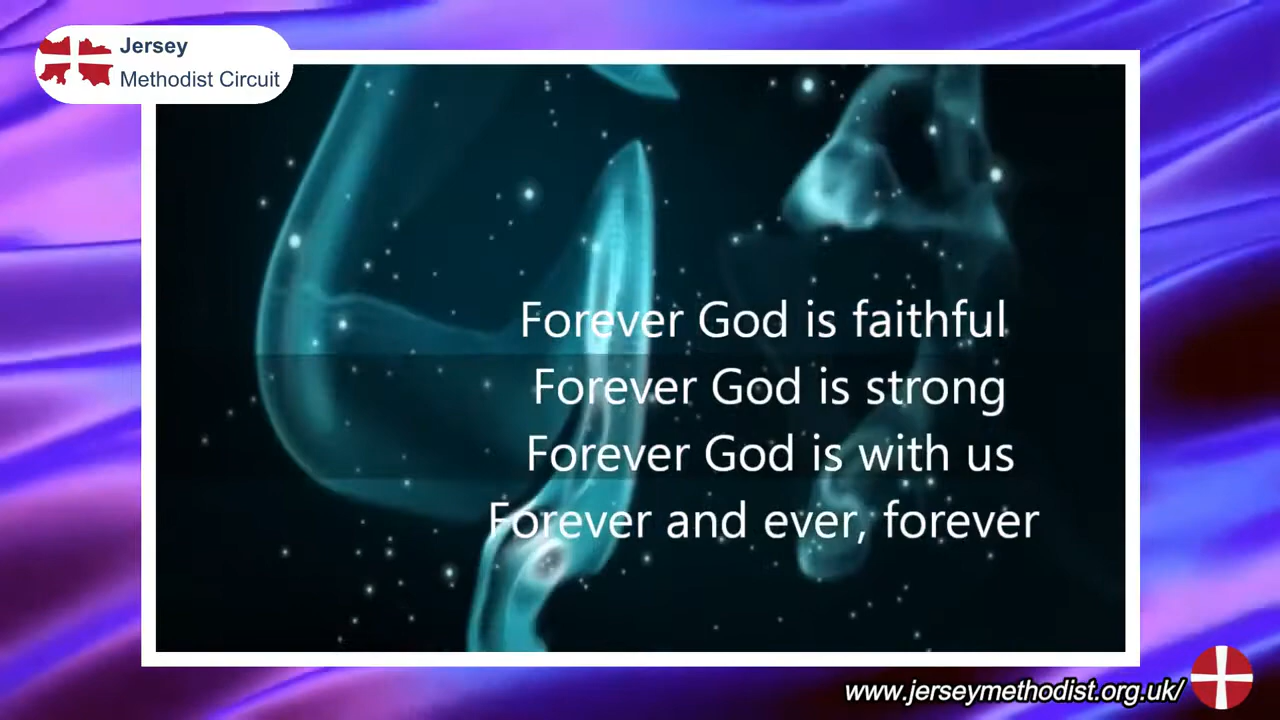 Jersey
Methodist Circuit
Forever God is faithful
Forever God is strong
Forever God is with us
Forever and ever, forever
www.jerseymethodist.org.uk/